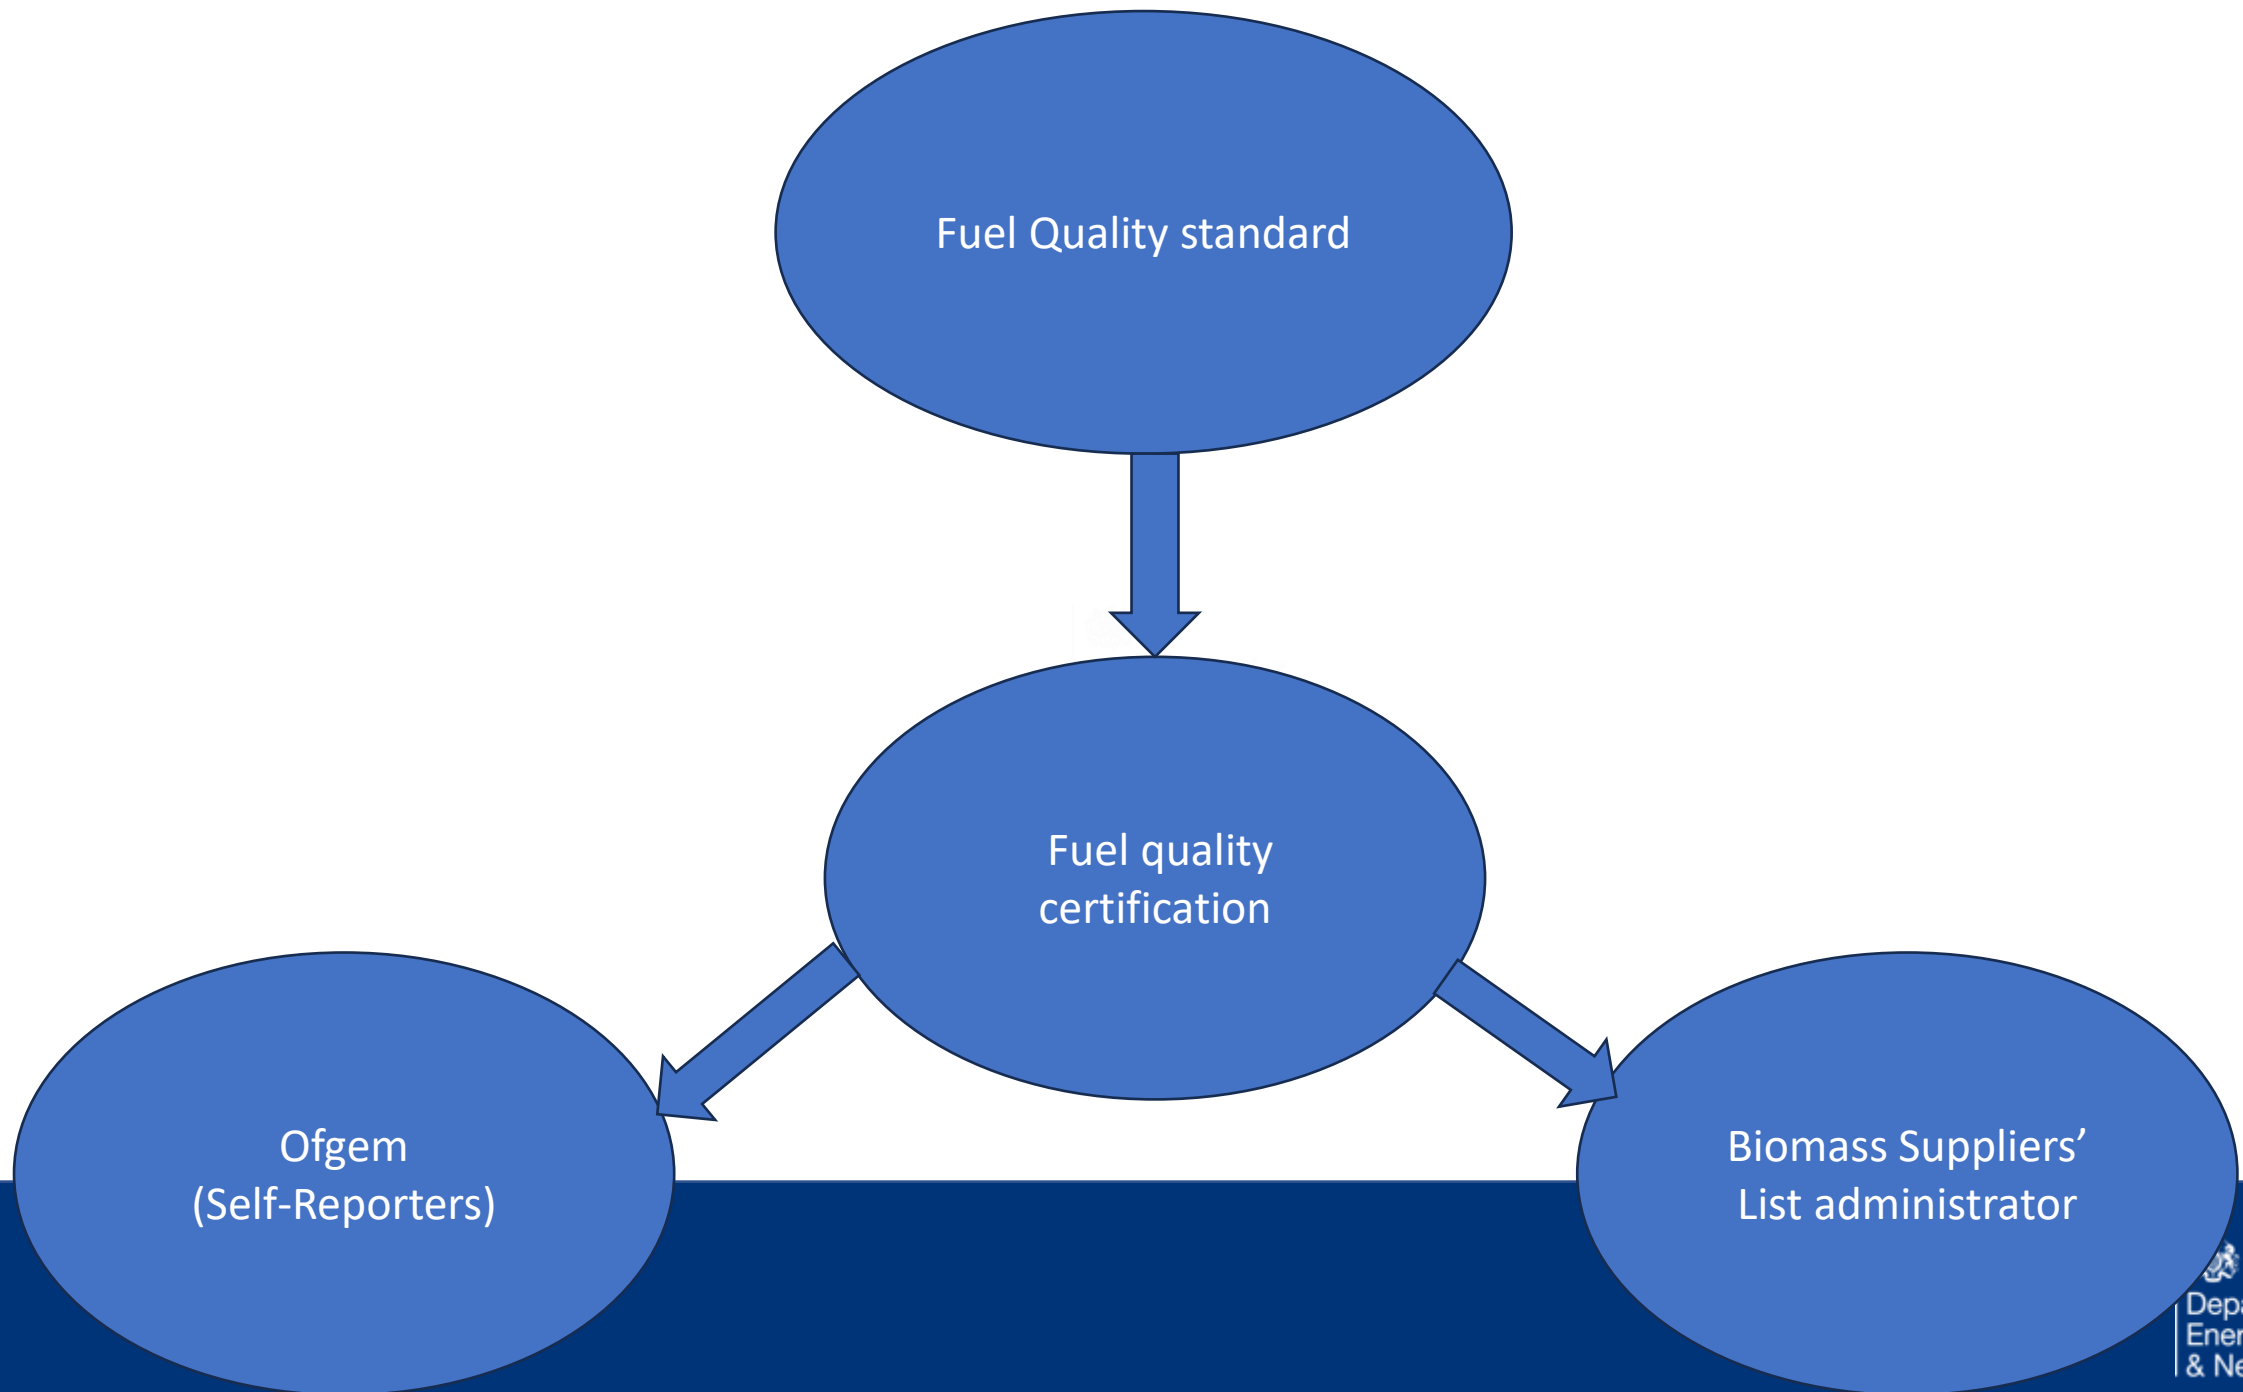 Fuel Quality standard
Fuel quality
certification
Ofgem
(Self-Reporters)
Biomass Suppliers’
List administrator